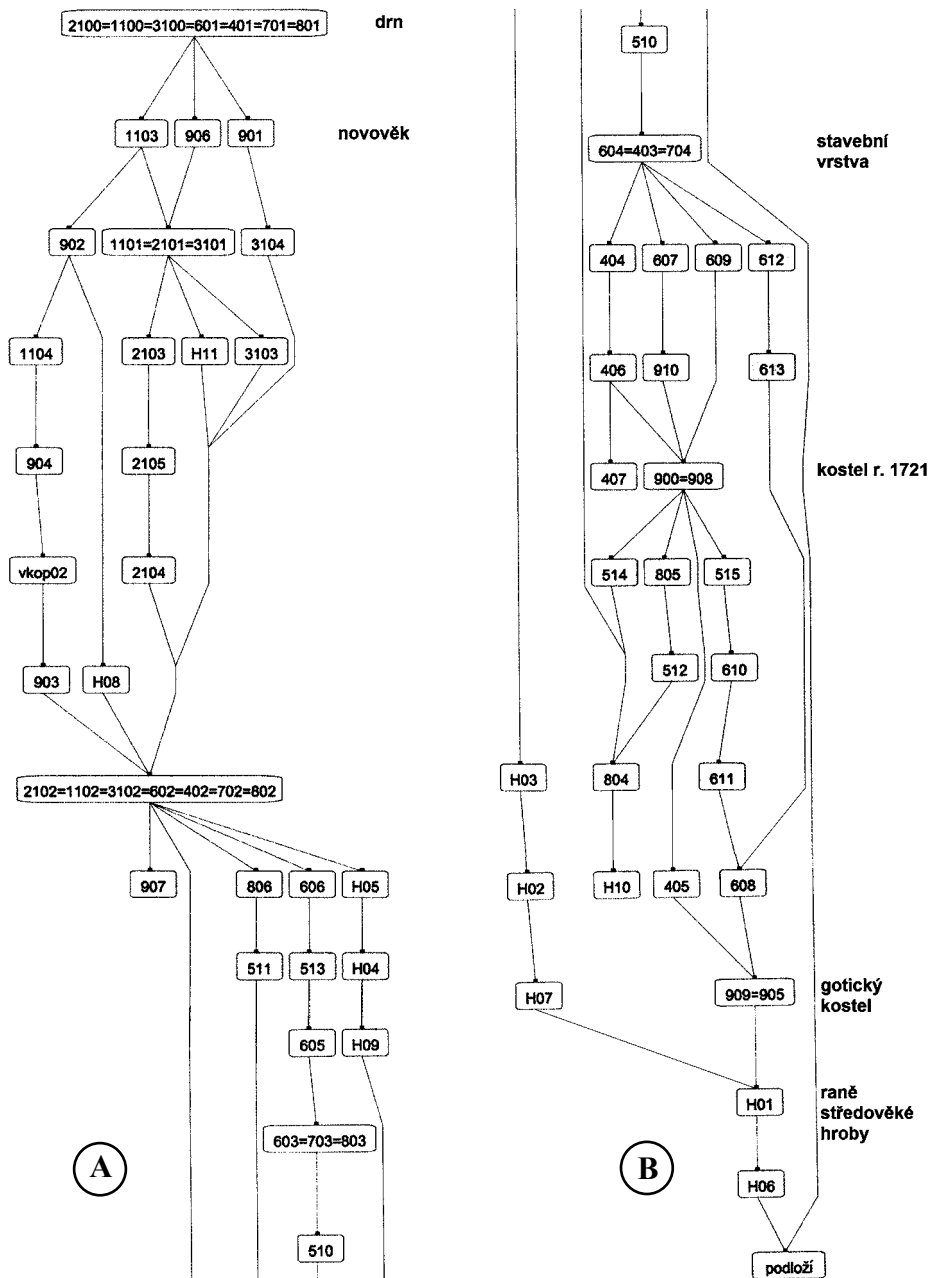 2100=1100=3100=601=401=701=801 drn
1103 906 901 novověk
902 1101=2101=3101 3104
1104 2103 H11 3103
904 2105
vkop02 2104
903 H08
2102=1102=3102=602=402=702=802
907 806 606 H05
511 513 H04
605 H09
603=703=803
A
510
510
604=403=704 stavební
vrstva
404 607 609 612
406 910 613
407 900=908 kostel r. 1721
514 805 515
512 610
H03 804 611
H02 H10 405 608
H07 909=905 gotický
kostel
H01 raně
středověké
hroby
B
H06
podloží